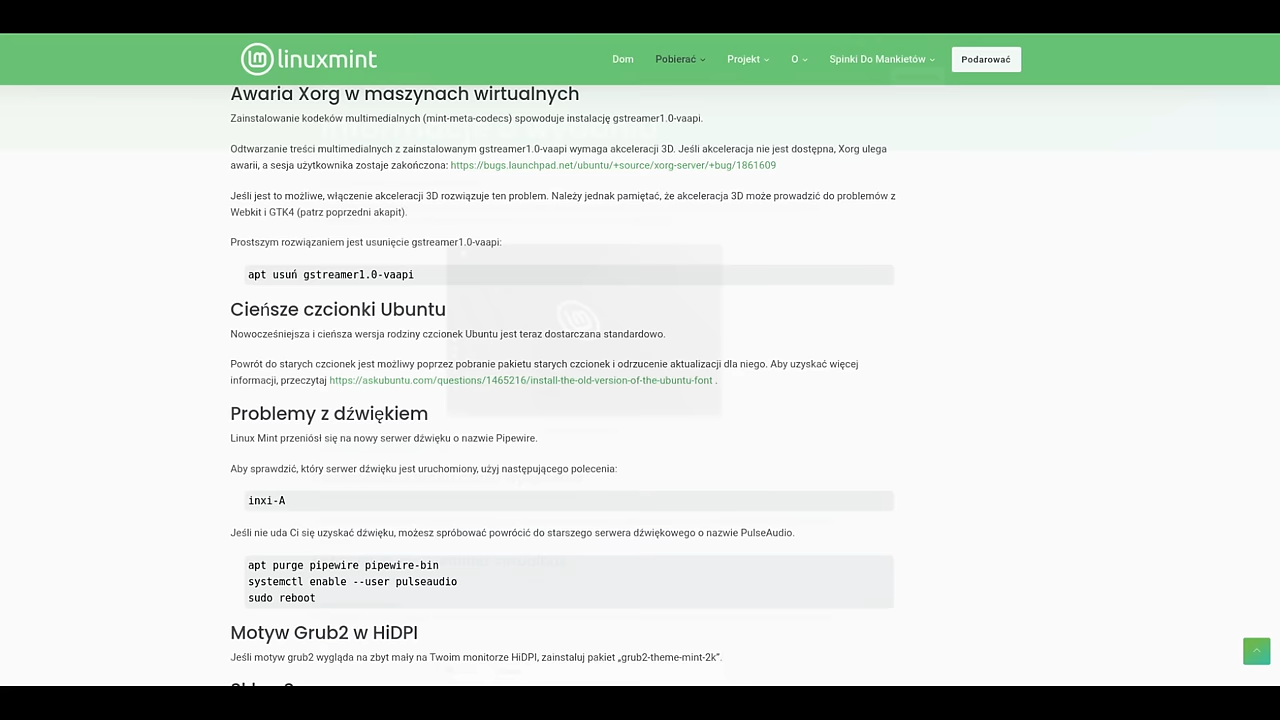 linuxmint
Dom Pobierać Projekt O Spinki Do Mankietów Podarować
Awaria Xorg w maszynach wirtualnych
Zainstalowanie kodeków multimedialnych (mint-meta-codecs) spowoduje instalację gstreamer1.0-vaapi.
Odtwarzanie treści multimedialnych z zainstalowanym gstreamer1.0-vaapi wymaga akceleracji 3D. Jeśli akceleracja nie jest dostępna, Xorg ulega
awarii, a sesja użytkownika zostaje zakończona: https://bugs.launchpad.net/ubuntu/+source/xorg-server/+bug/1861609
Jeśli jest to możliwe, włączenie akceleracji 3D rozwiązuje ten problem. Należy jednak pamiętać, że akceleracja 3D może prowadzić do problemów z
Webkit i GTK4 (patrz poprzedni akapit).
Prostszym rozwiązaniem jest usunięcie gstreamer1.0-vaapi:
apt usuń gstreamer1.0-vaapi
Cieńsze czcionki Ubuntu
Nowocześniejsza i cieńsza wersja rodziny czcionek Ubuntu jest teraz dostarczana standardowo.
Powrót do starych czcionek jest możliwy poprzez pobranie pakietu starych czcionek i odrzucenie aktualizacji dla niego. Aby uzyskać więcej
informacji, przeczytaj https://askubuntu.com/questions/1465216/install-the-old-version-of-the-ubuntu-font .
Problemy z dźwiękiem
Linux Mint przeniósł się na nowy serwer dźwięku o nazwie Pipewire.
Aby sprawdzić, który serwer dźwięku jest uruchomiony, użyj następującego polecenia:
inxi-A
Jeśli nie uda Ci się uzyskać dźwięku, możesz spróbować powrócić do starszego serwera dźwiękowego o nazwie PulseAudio.
apt purge pipewire pipewire-bin
systemctl enable --user pulseaudio
sudo reboot
Motyw Grub2 w HiDPI
Jeśli motyw grub2 wygląda na zbyt mały na Twoim monitorze HiDPI, zainstaluj pakiet „grub2-theme-mint-2k”.